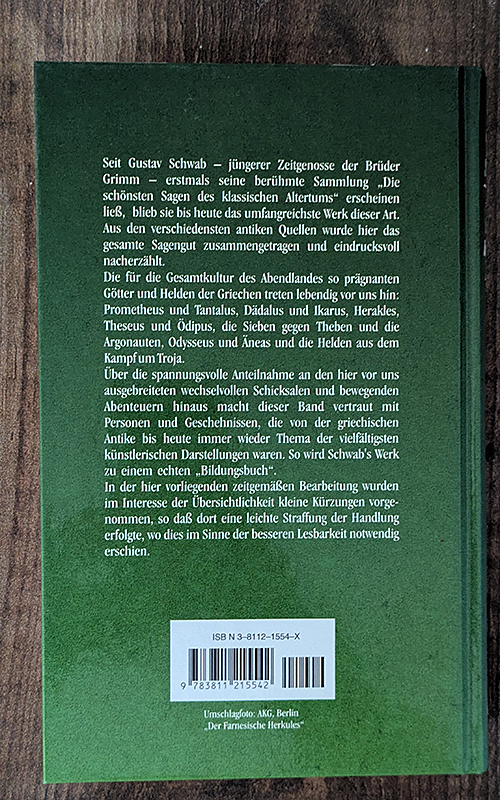 Seit Gustav Schwab – jüngerer Zeitgenosse der Brüder
Grimm – erstmals seine berühmte Sammlung „Die
schönsten Sagen des klassischen Altertums“ erscheinen
ließ, blieb sie bis heute das umfangreichste Werk dieser Art.
Aus den verschiedensten antiken Quellen wurde hier das
gesamte Sagengut zusammengetragen und eindrucksvoll
nacherzählt.
Die für die Gesamtkultur des Abendlandes so prägnanten
Götter und Helden der Griechen treten lebendig vor uns hin:
Prometheus und Tantalus, Dädalus und Ikarus, Herakles,
Theseus und Ödipus, die Sieben gegen Theben und die
Argonauten, Odysseus und Äneas und die Helden aus dem
Kampf um Troja.
Über die spannungsvolle Anteilnahme an den hier vor uns
ausgebreiteten wechselvollen Schicksalen und bewegenden
Abenteuern hinaus macht dieser Band vertraut mit
Personen und Geschehnissen, die von der griechischen
Antike bis heute immer wieder Thema der vielfältigsten
künstlerischen Darstellungen waren. So wird Schwab's Werk
zu einem echten „Bildungsbuch“.
In der hier vorliegenden zeitgemäßen Bearbeitung wurden
im Interesse der Übersichtlichkeit kleine Kürzungen vorge-
nommen, so daß dort eine leichte Straffung der Handlung
erfolgte, wo dies im Sinne der besseren Lesbarkeit notwendig
erschien.
ISB N 3–8112–1554–X
9 783811 215542
Umschlagfoto: AKG, Berlin
„Der Farnesische Herkules“